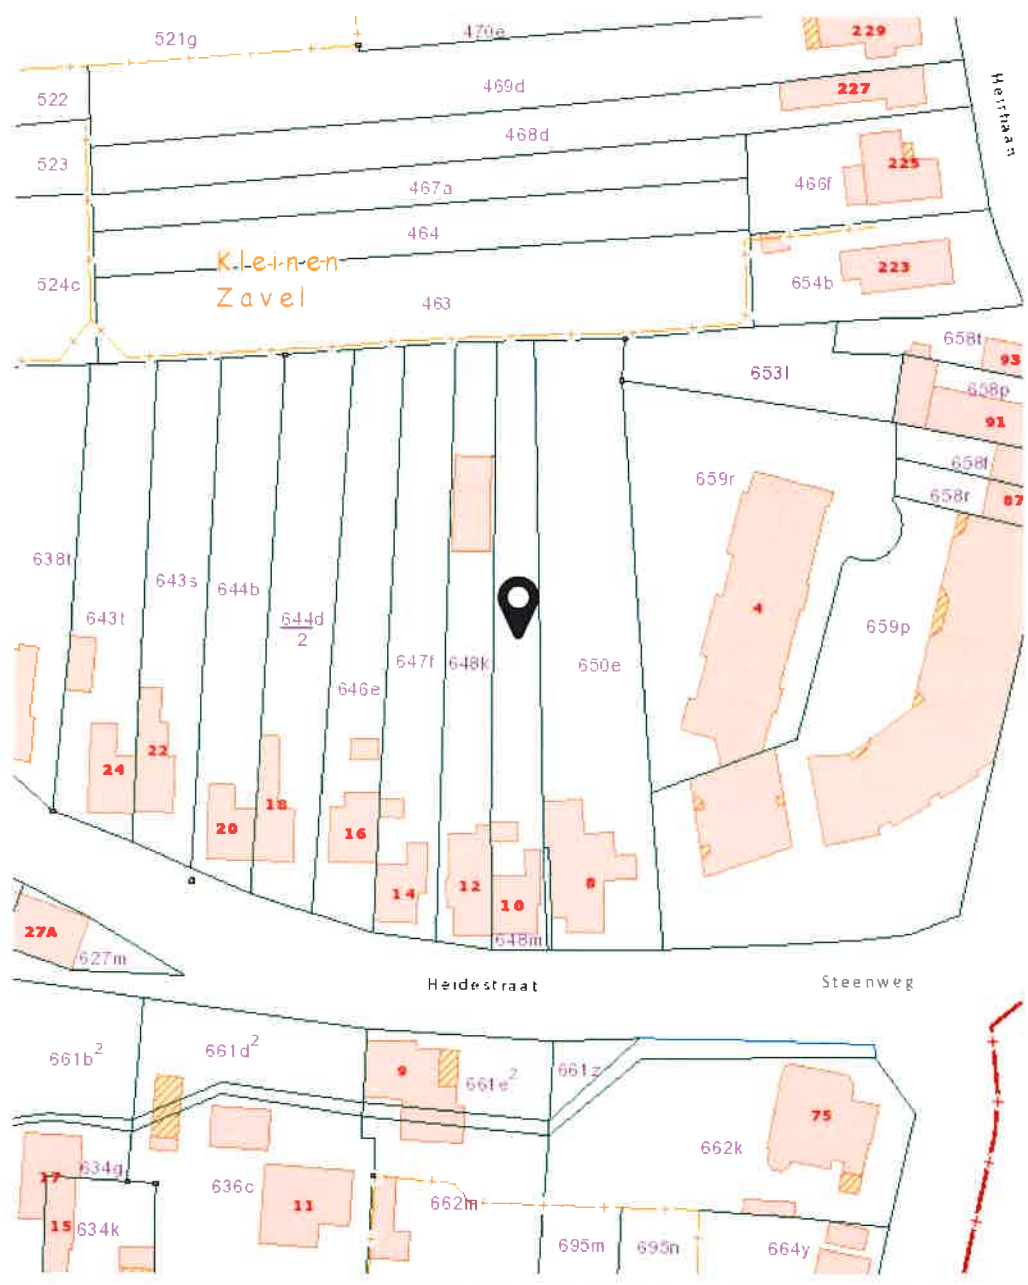 521g
470e
229
Heirbaan
522
469d
227
468d
523
225
467a
466f
464
Kleinen
Zavel
524c
463
654b
223
658t
93
653l
658p
91
659r
658f
658r
87
638t
643s
644b
643t
644d
2
4
659p
647f
648k
650e
646e
22
24
18
20
16
14
12
10
8
648m
27A
627m
Heidestraat
Steenweg
661b²
661d²
9
661e²
661z
75
662k
634g
17
636c
11
662m
15
634k
695m
695n
664y